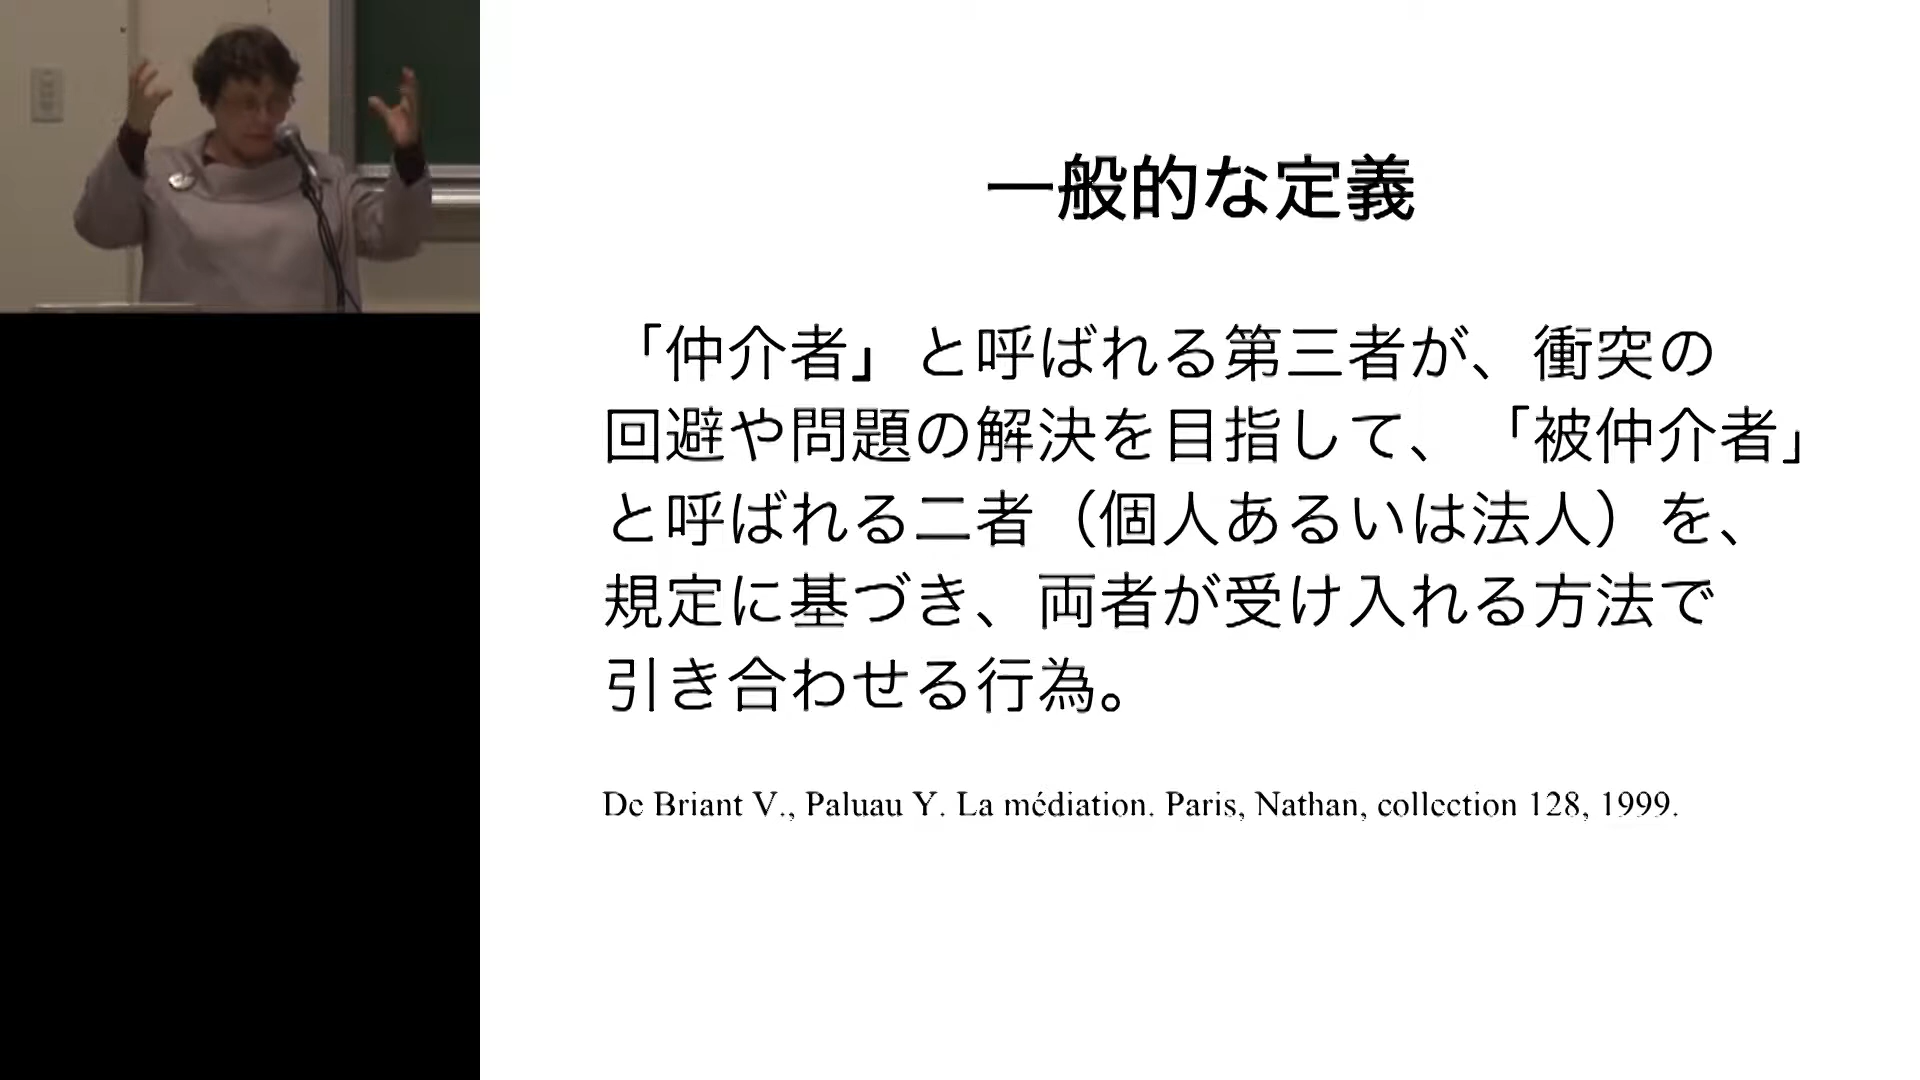 一般的な定義
「仲介者」と呼ばれる第三者が、衝突の
回避や問題の解決を目指して、「被仲介者」
と呼ばれる二者（個人あるいは法人）を、
規定に基づき、両者が受け入れる方法で
引き合わせる行為。
De Briant V., Paluau Y. La médiation. Paris, Nathan, collection 128, 1999.